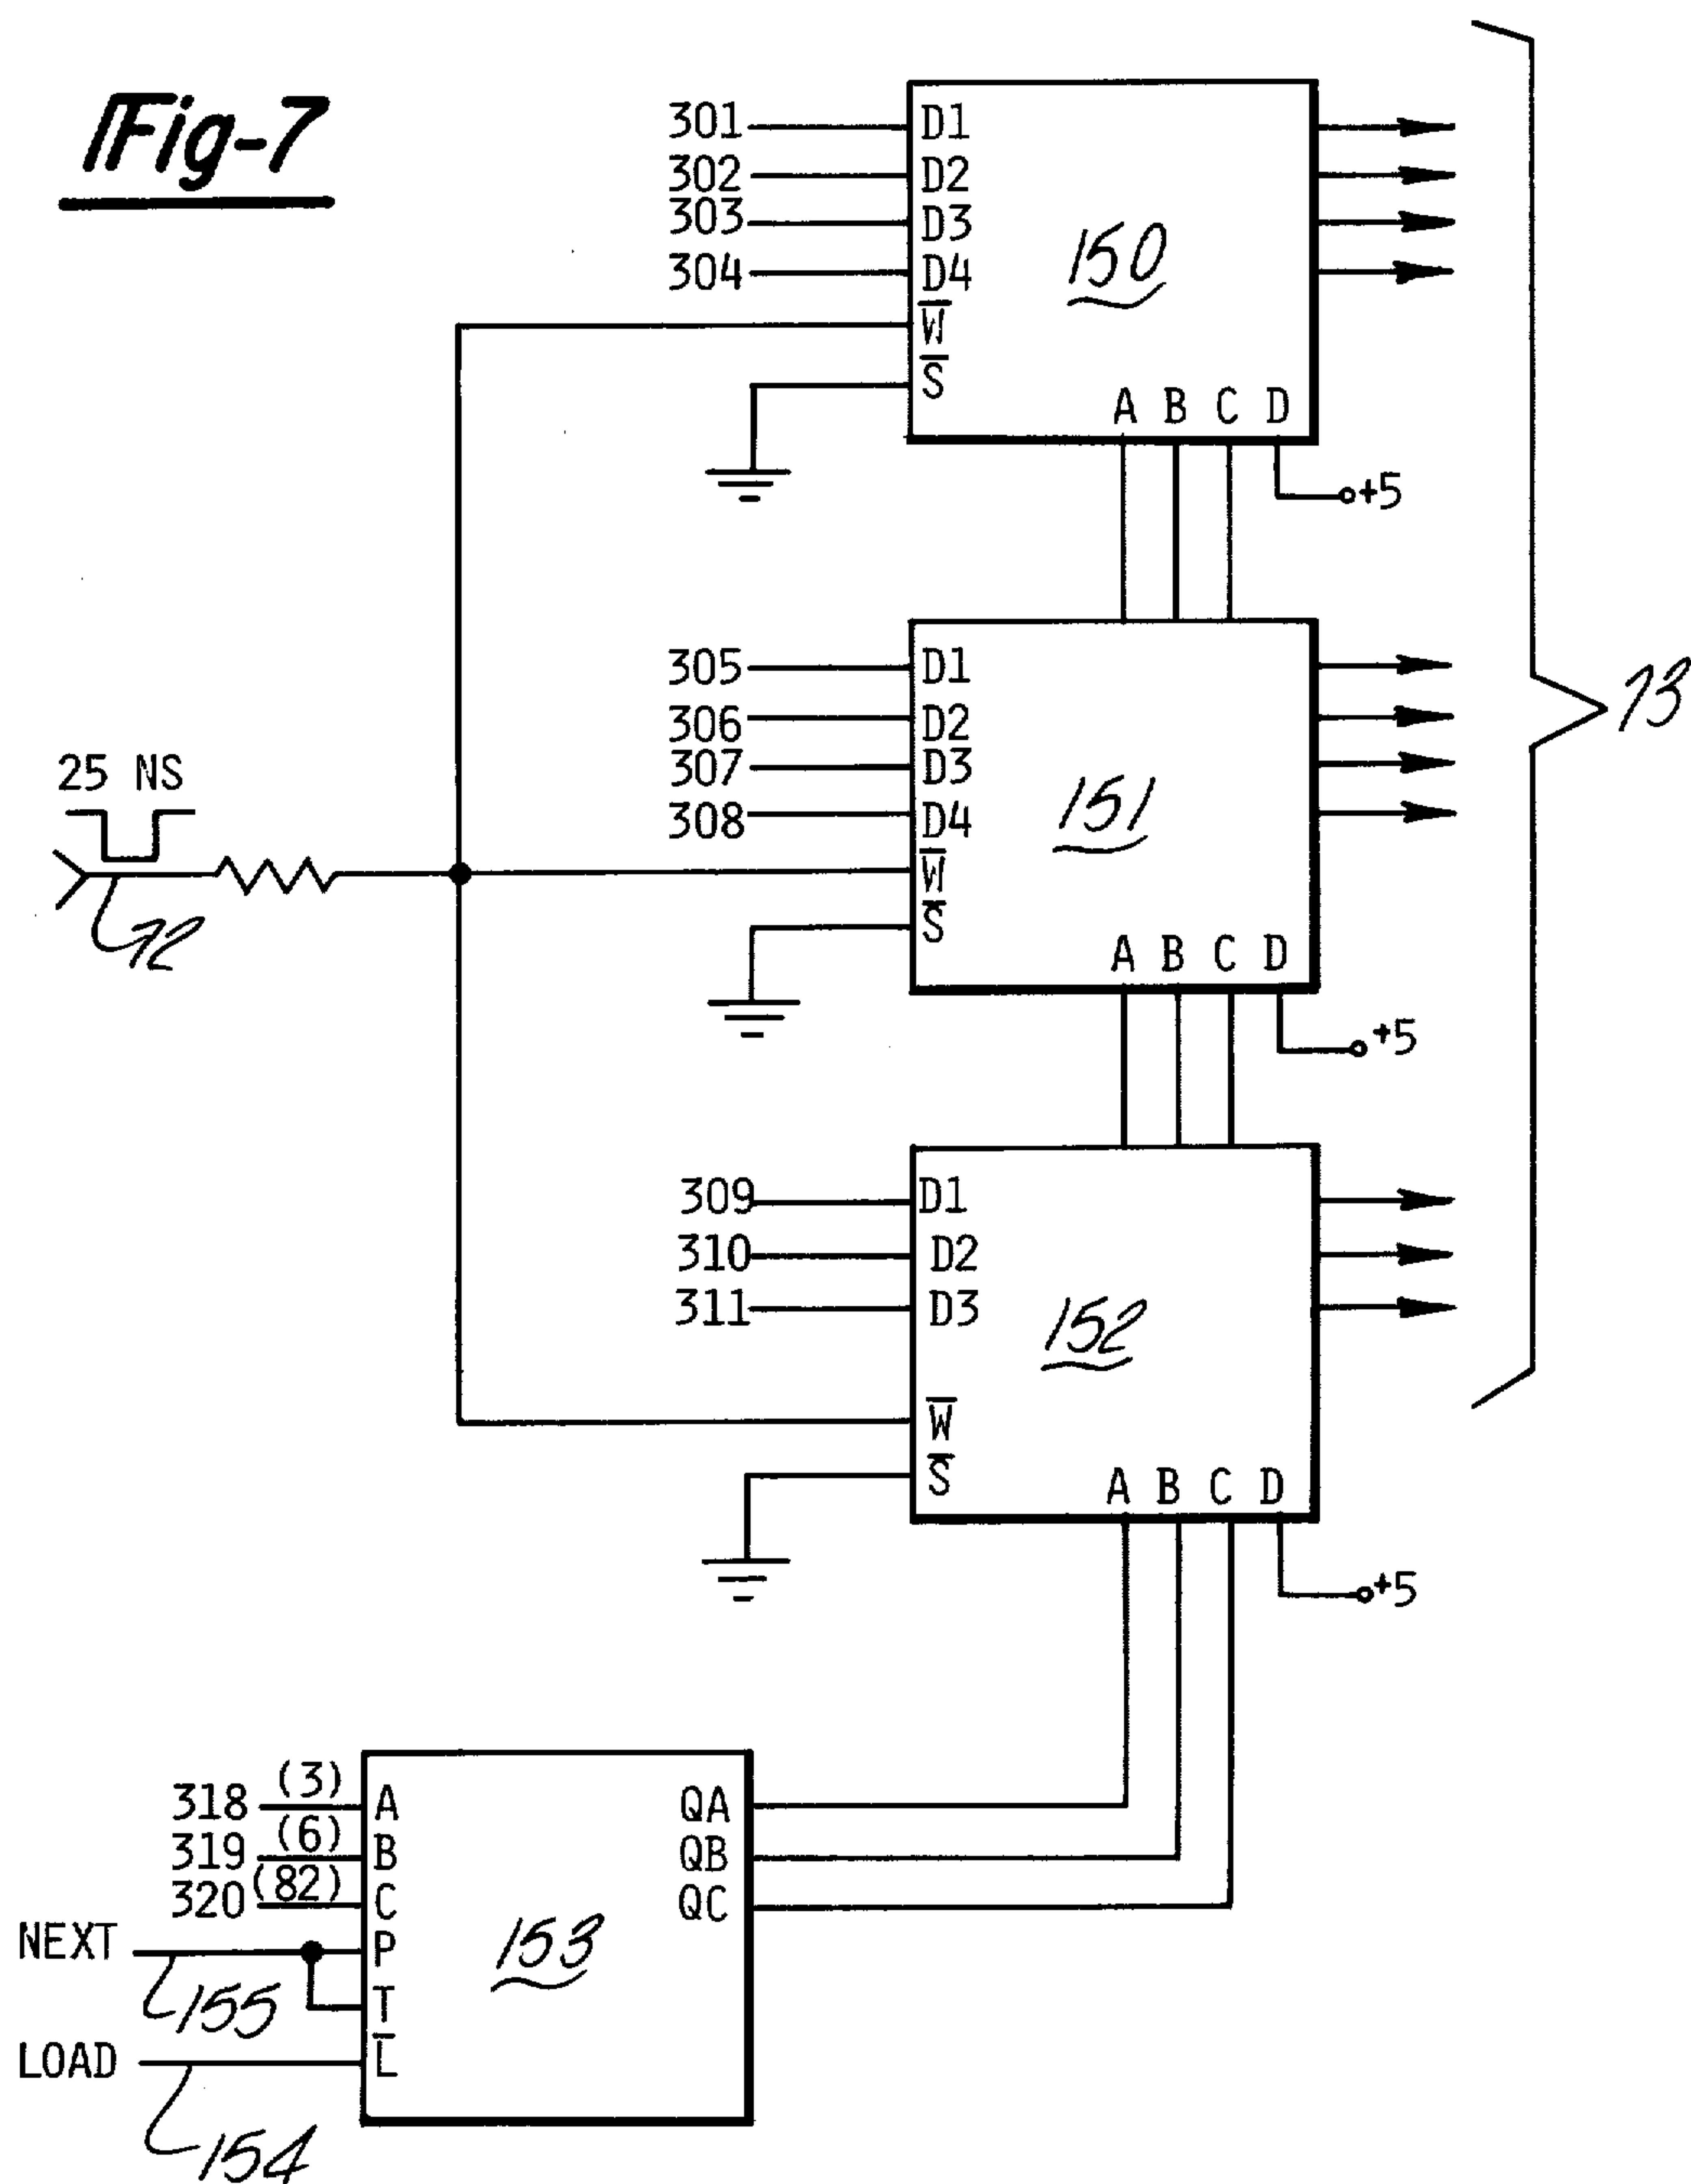 Fig-7
301 D1
302 D2
303 D3
304 D4
W̅
S̅
150
A B C D
+5
305 D1
306 D2
307 D3
308 D4
W̅
S̅
151
A B C D
+5
73
25 NS
72
309 D1
310 D2
311 D3
W̅
S̅
152
A B C D
+5
318 (3) A QA
319 (6) B QB
320 (82) C QC
NEXT P
T
155
LOAD L̅
154
153